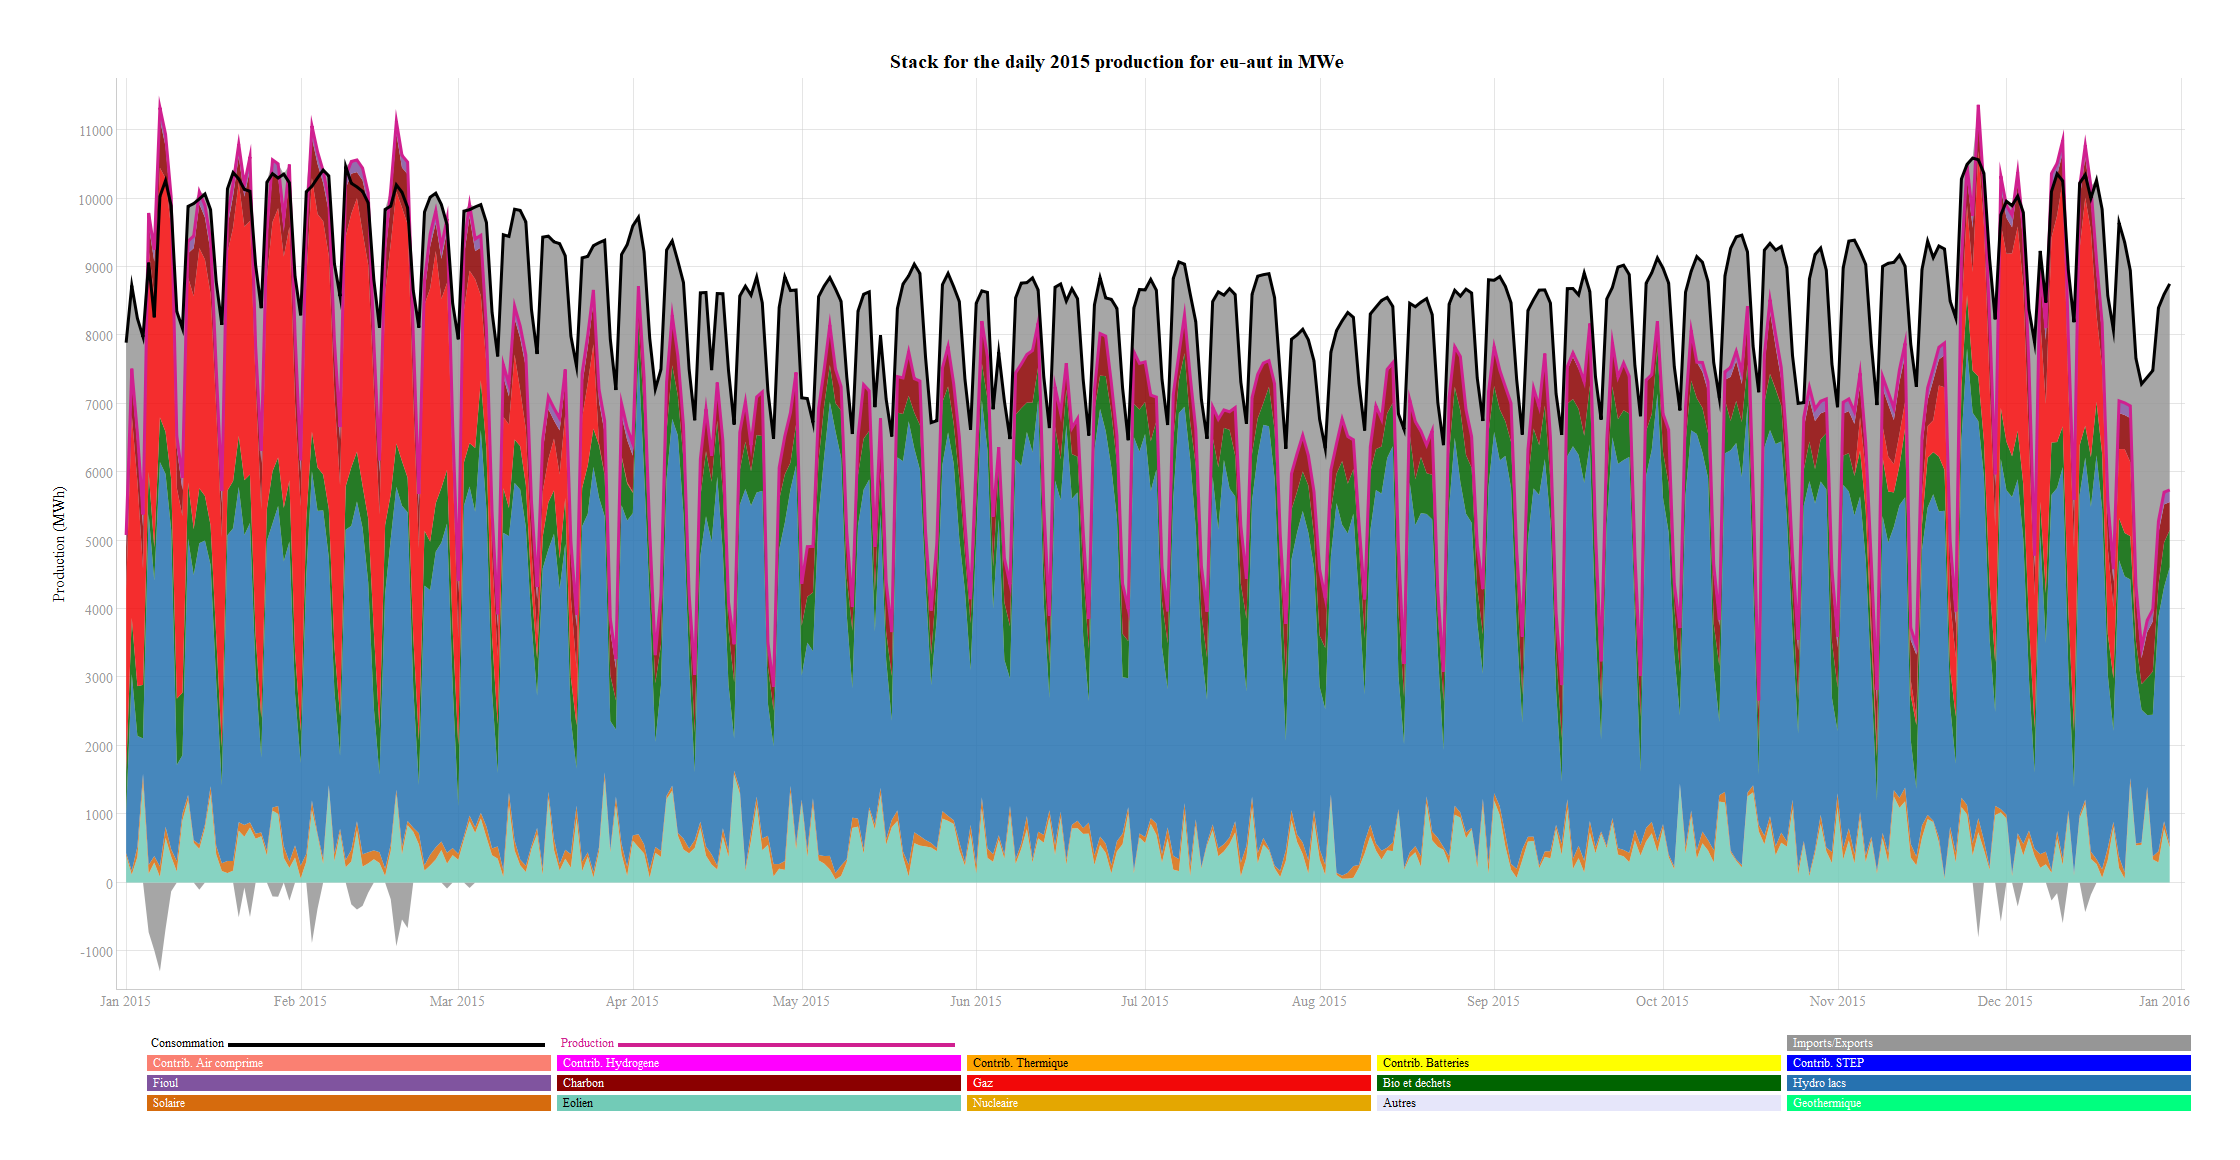 Stack for the daily 2015 production for eu-aut in MWe
Production (MWh)
11000
10000
9000
8000
7000
6000
5000
4000
3000
2000
1000
0
-1000
Jan 2015 Feb 2015 Mar 2015 Apr 2015 May 2015 Jun 2015 Jul 2015 Aug 2015 Sep 2015 Oct 2015 Nov 2015 Dec 2015 Jan 2016
Consommation Production Imports/Exports
Contrib. Air comprime Contrib. Hydrogene Contrib. Thermique Contrib. Batteries Contrib. STEP
Fioul Charbon Gaz Bio et dechets Hydro lacs
Solaire Eolien Nucleaire Autres Geothermique